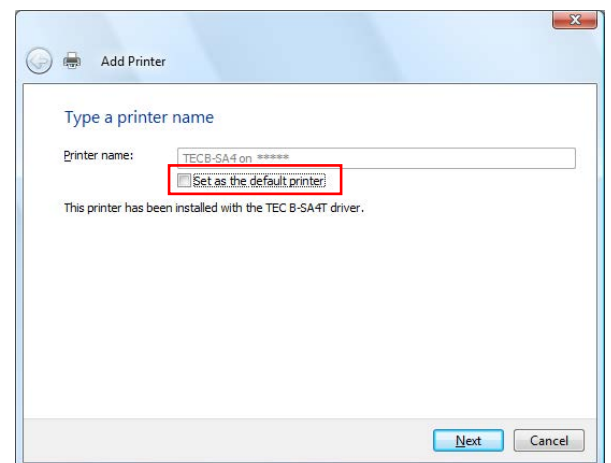 Add Printer
Type a printer name
Printer name:
TECB-SA4 on *****
Set as the default printer
This printer has been installed with the TEC B-SA4T driver.
Next
Cancel